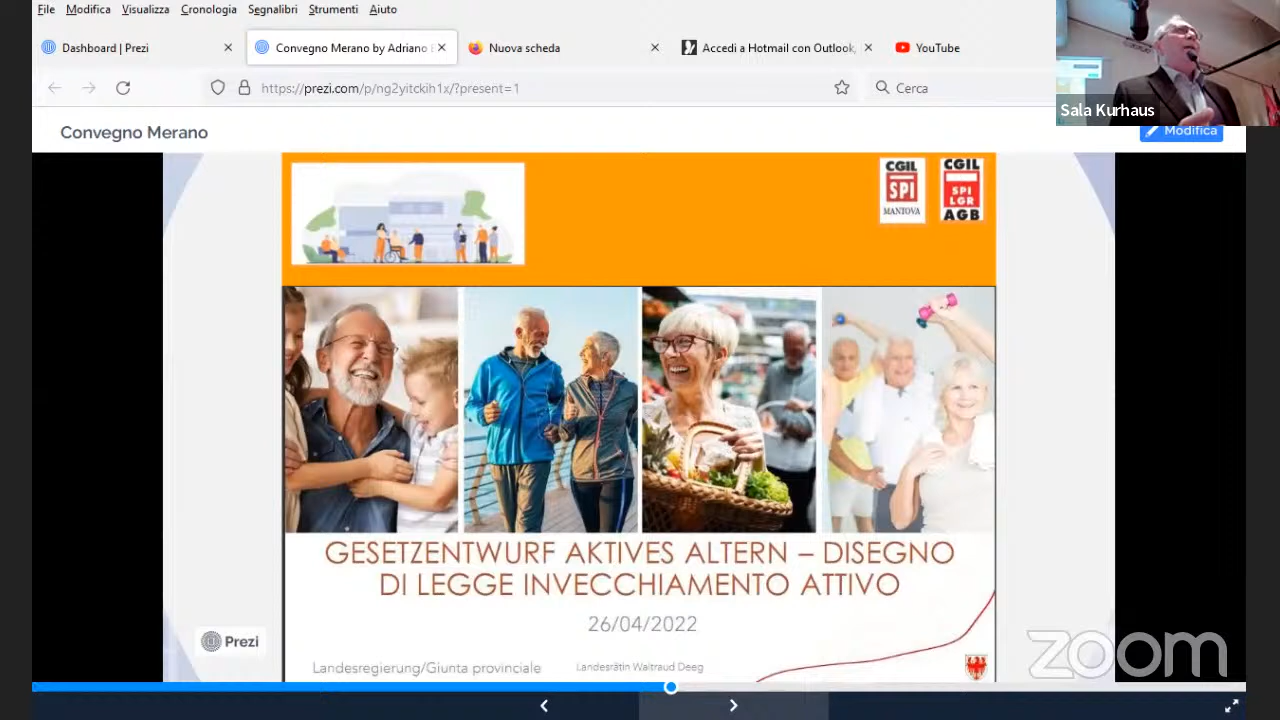 File Modifica Visualizza Cronologia Segnalibri Strumenti Aiuto
Dashboard | Prezi
Convegno Merano by Adriano
Nuova scheda
Accedi a Hotmail con Outlook,
YouTube
https://prezi.com/p/ng2yitckih1x/?present=1
Cerca
Sala Kurhaus
Convegno Merano
Modifica
CGIL
SPI
MANTOVA
CGIL
SPI
LGR
AGB
GESETZENTWURF AKTIVES ALTERN – DISEGNO
DI LEGGE INVECCHIAMENTO ATTIVO
26/04/2022
Prezi
Landesregierung/Giunta provinciale
Landesrätin Waltraud Deeg
zoom